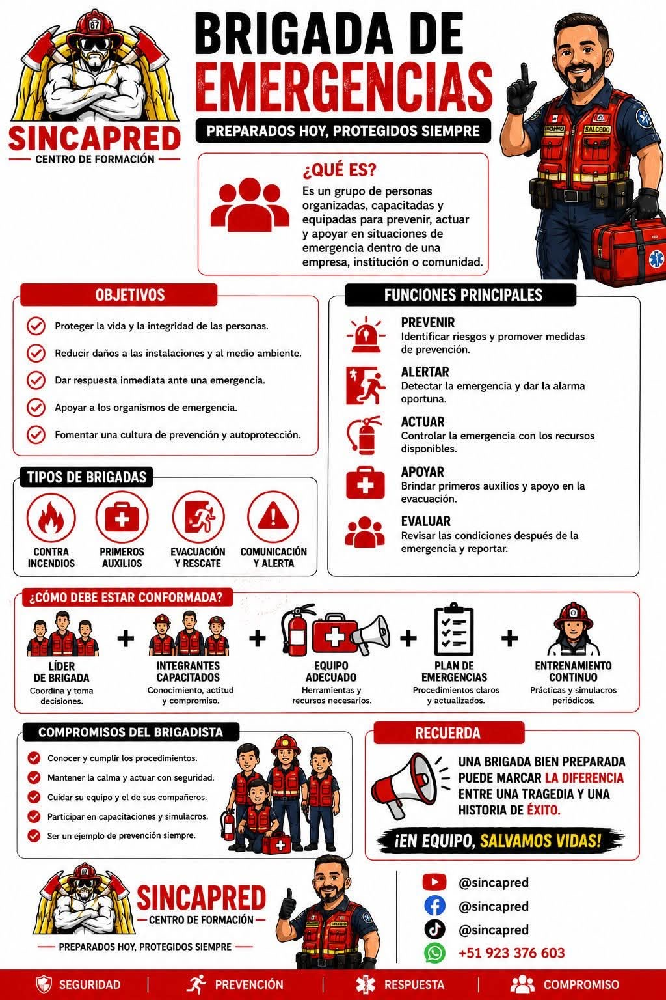 87
SINCAPRED
CENTRO DE FORMACIÓN
BRIGADA DE
EMERGENCIAS
PREPARADOS HOY, PROTEGIDOS SIEMPRE
SALCEDO
¿QUÉ ES?
Es un grupo de personas
organizadas, capacitadas y
equipadas para prevenir, actuar
y apoyar en situaciones de
emergencia dentro de una
empresa, institución o comunidad.
OBJETIVOS
Proteger la vida y la integridad de las personas.
Reducir daños a las instalaciones y al medio ambiente.
Dar respuesta inmediata ante una emergencia.
Apoyar a los organismos de emergencia.
Fomentar una cultura de prevención y autoprotección.
FUNCIONES PRINCIPALES
PREVENIR
Identificar riesgos y promover medidas
de prevención.
ALERTAR
Detectar la emergencia y dar la alarma
oportuna.
ACTUAR
Controlar la emergencia con los recursos
disponibles.
APOYAR
Brindar primeros auxilios y apoyo en la
evacuación.
EVALUAR
Revisar las condiciones después de la
emergencia y reportar.
TIPOS DE BRIGADAS
CONTRA
INCENDIOS
PRIMEROS
AUXILIOS
EVACUACIÓN
Y RESCATE
COMUNICACIÓN
Y ALERTA
¿CÓMO DEBE ESTAR CONFORMADA?
LÍDER
DE BRIGADA
Coordina y toma
decisiones.
+
INTEGRANTES
CAPACITADOS
Conocimiento, actitud
y compromiso.
+
EQUIPO
ADECUADO
Herramientas y
recursos necesarios.
+
PLAN DE
EMERGENCIAS
Procedimientos claros
y actualizados.
+
ENTRENAMIENTO
CONTINUO
Prácticas y simulacros
periódicos.
COMPROMISOS DEL BRIGADISTA
Conocer y cumplir los procedimientos.
Mantener la calma y actuar con seguridad.
Cuidar su equipo y el de sus compañeros.
Participar en capacitaciones y simulacros.
Ser un ejemplo de prevención siempre.
RECUERDA
UNA BRIGADA BIEN PREPARADA
PUEDE MARCAR LA DIFERENCIA
ENTRE UNA TRAGEDIA Y UNA
HISTORIA DE ÉXITO.
¡EN EQUIPO, SALVAMOS VIDAS!
87
SINCAPRED
CENTRO DE FORMACIÓN
PREPARADOS HOY, PROTEGIDOS SIEMPRE
@sincapred
@sincapred
@sincapred
+51 923 376 603
SEGURIDAD
PREVENCIÓN
RESPUESTA
COMPROMISO